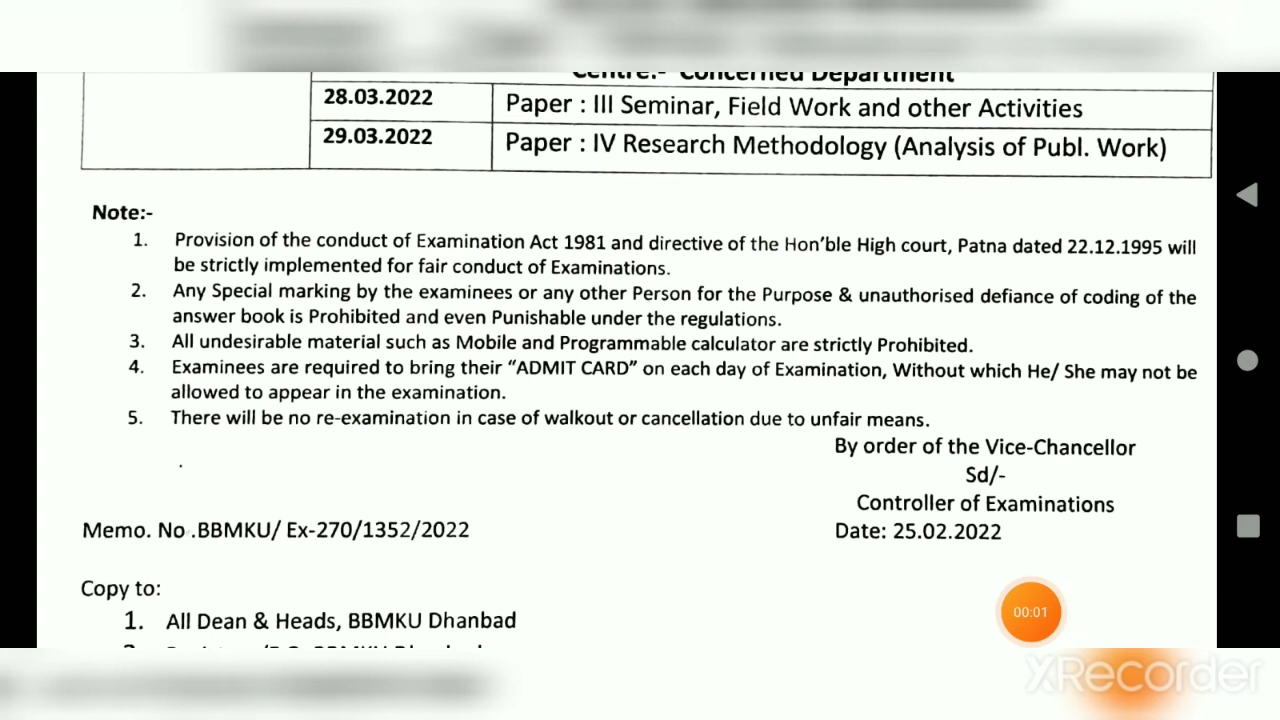 Centre:- Concerned Department
28.03.2022 Paper : III Seminar, Field Work and other Activities
29.03.2022 Paper : IV Research Methodology (Analysis of Publ. Work)
Note:-
1. Provision of the conduct of Examination Act 1981 and directive of the Hon'ble High court, Patna dated 22.12.1995 will
be strictly implemented for fair conduct of Examinations.
2. Any Special marking by the examinees or any other Person for the Purpose & unauthorised defiance of coding of the
answer book is Prohibited and even Punishable under the regulations.
3. All undesirable material such as Mobile and Programmable calculator are strictly Prohibited.
4. Examinees are required to bring their "ADMIT CARD" on each day of Examination, Without which He/ She may not be
allowed to appear in the examination.
5. There will be no re-examination in case of walkout or cancellation due to unfair means.
By order of the Vice-Chancellor
Sd/-
Controller of Examinations
Memo. No .BBMKU/ Ex-270/1352/2022
Date: 25.02.2022
Copy to:
1. All Dean & Heads, BBMKU Dhanbad
00:01
XRecorder